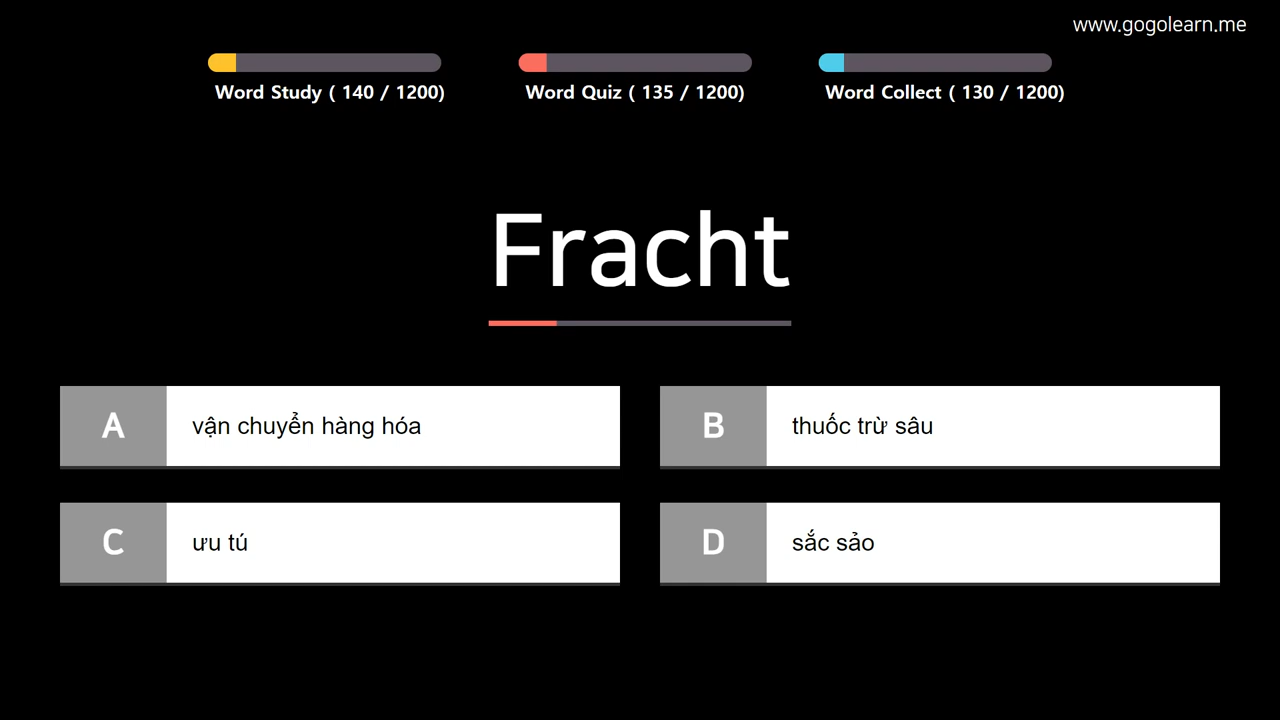 www.gogolearn.me
Word Study ( 140 / 1200)
Word Quiz ( 135 / 1200)
Word Collect ( 130 / 1200)
Fracht
A
vận chuyển hàng hóa
B
thuốc trừ sâu
C
ưu tú
D
sắc sảo